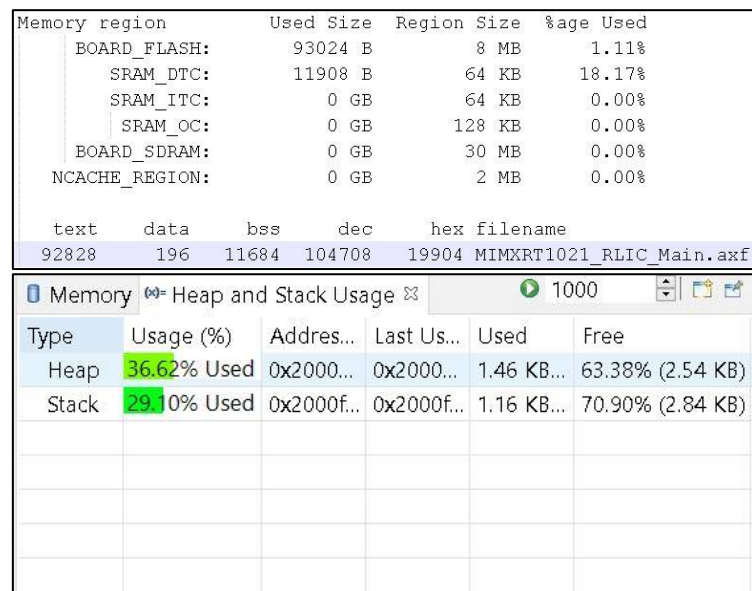 Memory region Used Size Region Size %age Used
BOARD_FLASH: 93024 B 8 MB 1.11%
SRAM_DTC: 11908 B 64 KB 18.17%
SRAM_ITC: 0 GB 64 KB 0.00%
SRAM_OC: 0 GB 128 KB 0.00%
BOARD_SDRAM: 0 GB 30 MB 0.00%
NCACHE_REGION: 0 GB 2 MB 0.00%
text data bss dec hex filename
92828 196 11684 104708 19904 MIMXRT1021_RLIC_Main.axf
Memory (x)= Heap and Stack Usage 1000
Type Usage (%) Addres... Last Us... Used Free
Heap 36.62% Used 0x2000... 0x2000... 1.46 KB... 63.38% (2.54 KB)
Stack 29.10% Used 0x2000f... 0x2000f... 1.16 KB... 70.90% (2.84 KB)